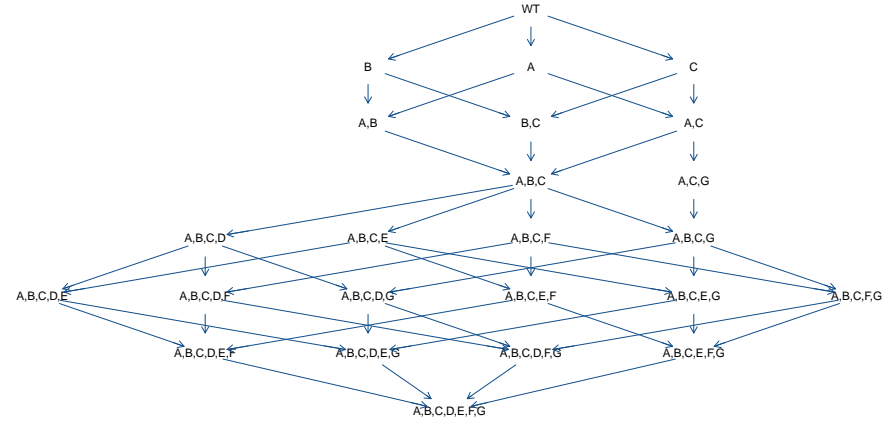 WT
B A C
A,B B,C A,C
A,B,C A,C,G
A,B,C,D A,B,C,E A,B,C,F A,B,C,G
A,B,C,D,E A,B,C,D,F A,B,C,D,G A,B,C,E,F A,B,C,E,G A,B,C,F,G
A,B,C,D,E,F A,B,C,D,E,G A,B,C,D,F,G A,B,C,E,F,G
A,B,C,D,E,F,G